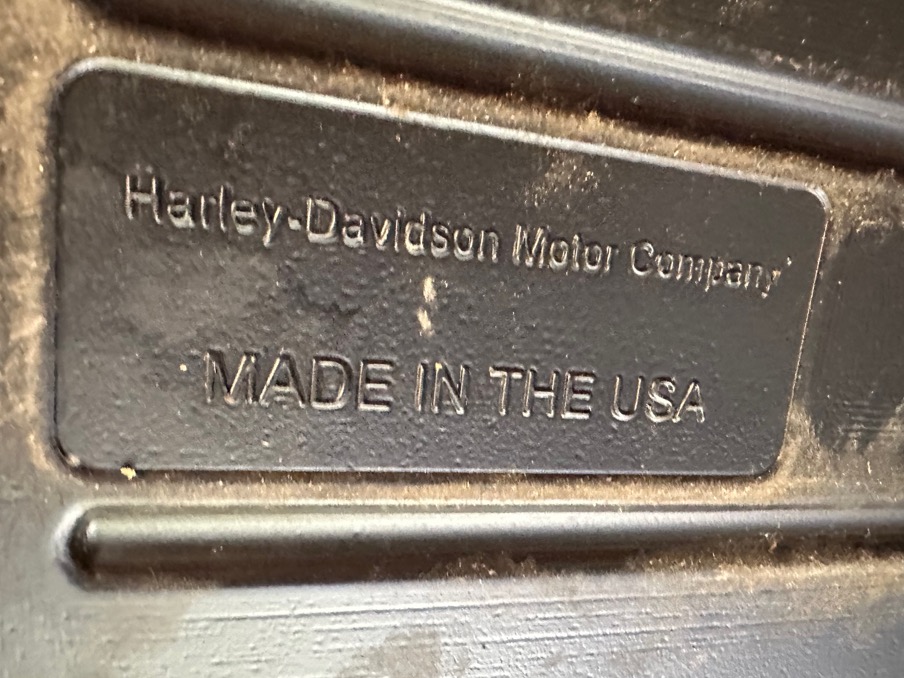 Harley-Davidson Motor Company
MADE IN THE USA